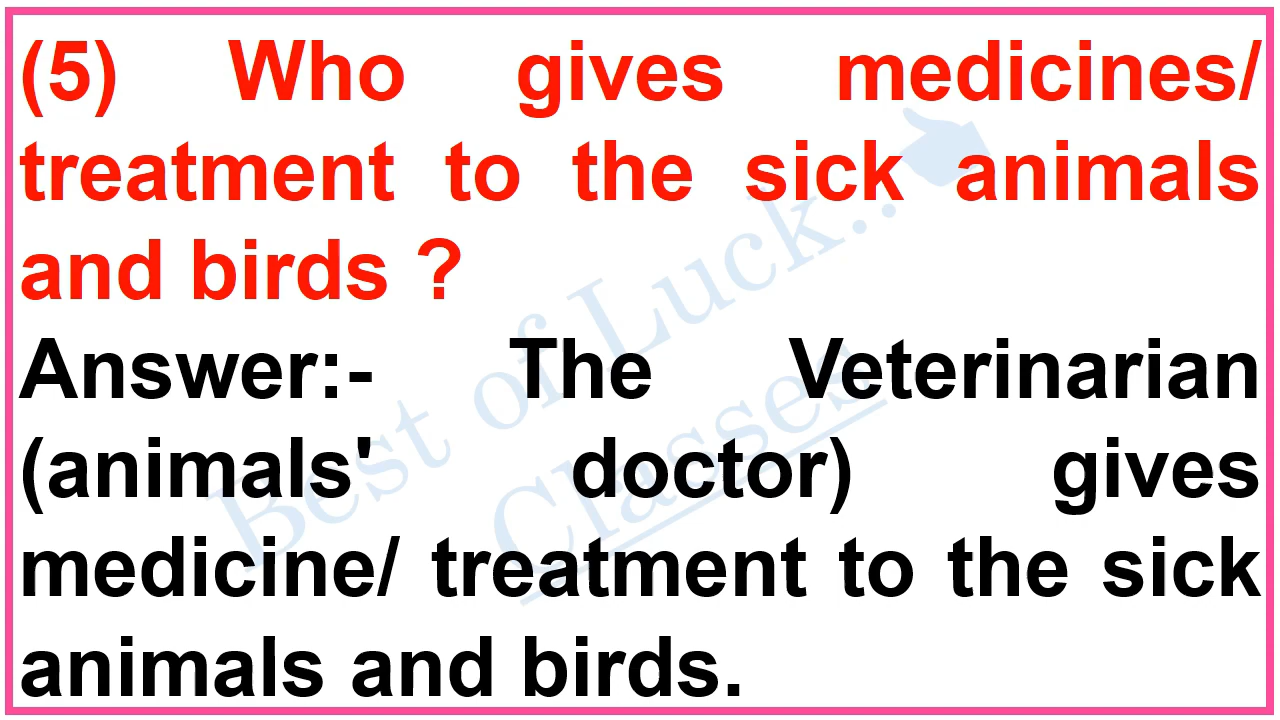 (5) Who gives medicines/
treatment to the sick animals
and birds ?
Answer:- The Veterinarian
(animals' doctor) gives
medicine/ treatment to the sick
animals and birds.
Best of Luck..
Classes